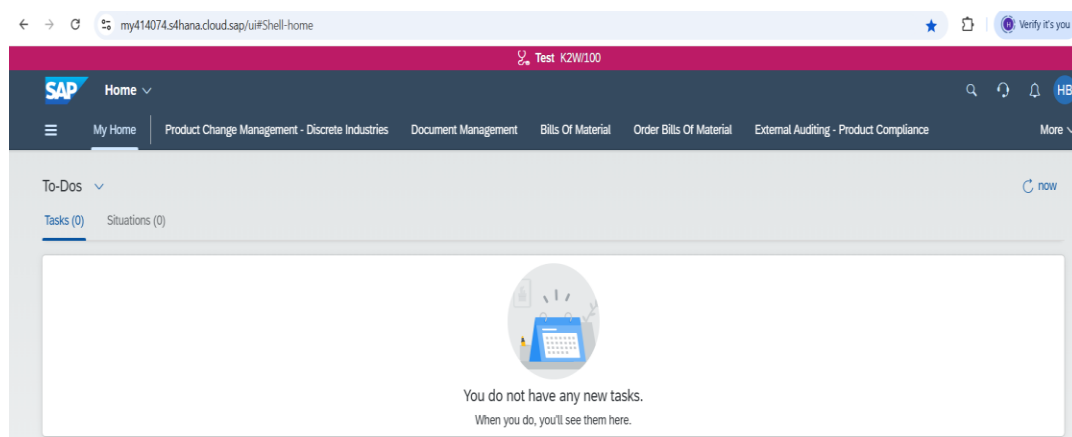 my414074.s4hana.cloud.sap/ui#Shell-home
Verify it's you
Test K2W/100
SAP Home
HB
My Home Product Change Management - Discrete Industries Document Management Bills Of Material Order Bills Of Material External Auditing - Product Compliance More
To-Dos
now
Tasks (0) Situations (0)
You do not have any new tasks.
When you do, you'll see them here.